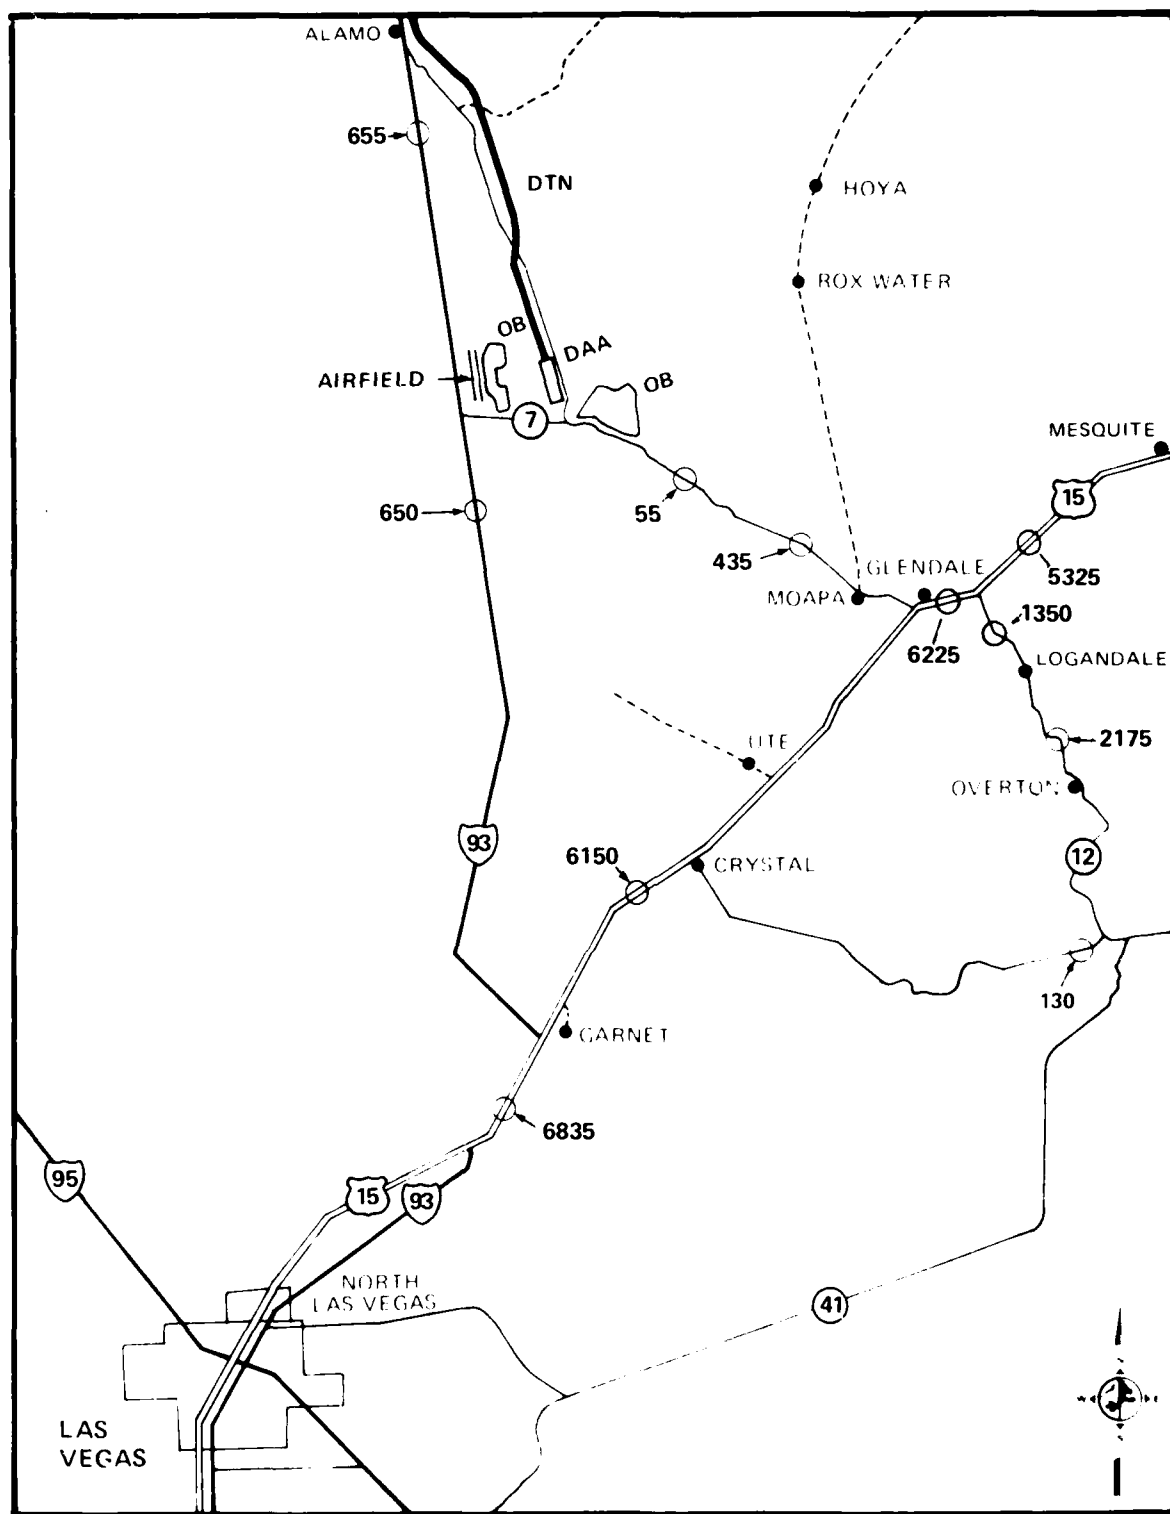 ALAMO
655
DTN
HOYA
ROX WATER
OB
DAA
AIRFIELD
OB
7
MESQUITE
15
650
55
435
GLENDALE
5325
MOAPA
1350
6225
LOGANDALE
UTE
2175
OVERTON
93
6150
CRYSTAL
12
130
GARNET
6835
95
15
93
NORTH
LAS VEGAS
41
W
E
LAS
VEGAS